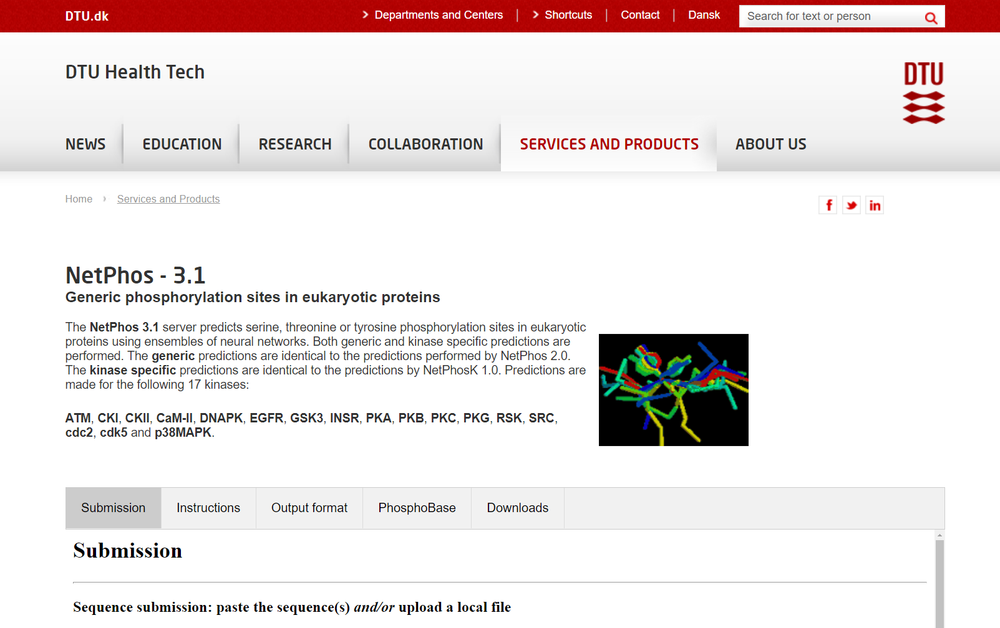 DTU.dk
Departments and Centers
Shortcuts
Contact
Dansk
Search for text or person
DTU Health Tech
DTU
NEWS
EDUCATION
RESEARCH
COLLABORATION
SERVICES AND PRODUCTS
ABOUT US
Home › Services and Products
f
in
NetPhos - 3.1
Generic phosphorylation sites in eukaryotic proteins
The NetPhos 3.1 server predicts serine, threonine or tyrosine phosphorylation sites in eukaryotic
proteins using ensembles of neural networks. Both generic and kinase specific predictions are
performed. The generic predictions are identical to the predictions performed by NetPhos 2.0.
The kinase specific predictions are identical to the predictions by NetPhosK 1.0. Predictions are
made for the following 17 kinases:
ATM, CKI, CKII, CaM-II, DNAPK, EGFR, GSK3, INSR, PKA, PKB, PKC, PKG, RSK, SRC,
cdc2, cdk5 and p38MAPK.
Submission
Instructions
Output format
PhosphoBase
Downloads
Submission
Sequence submission: paste the sequence(s) and/or upload a local file